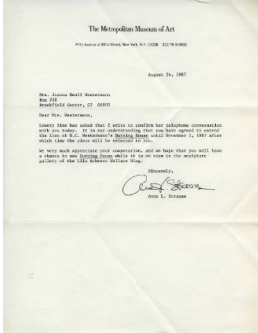 The Metropolitan Museum of Art
Fifth Avenue at 82nd Street, New York, N.Y. 10028
August 24, 1987
Mrs. Joanna Beall Westermann
Box
Brookfield Center, CT
Dear Mrs. Westermann,
Lowery Sims has asked that I write to confirm her telephone conversation
with you today. It is our understanding that you have agreed to extend
the loan of H.C. Westermann's Burning House until November 1, 1987 after
which time the piece will be returned to you.
We very much appreciate your cooperation, and we hope that you will have
a chance to see Burning House while it is on view in the sculpture
gallery of the Lila Acheson Wallace Wing.
Sincerely,
Anne L.